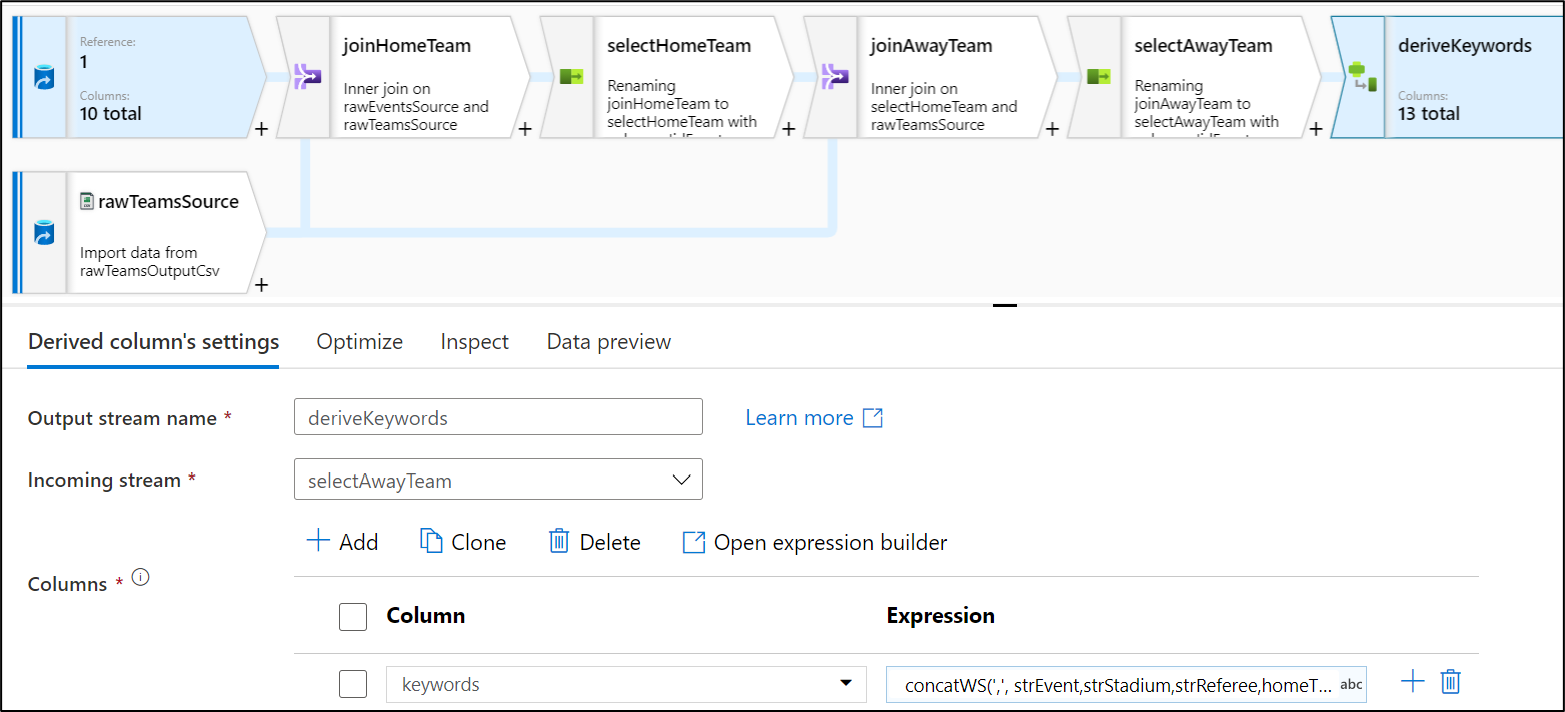 Reference:
1
Columns:
10 total
+
joinHomeTeam
Inner join on
rawEventsSource and
rawTeamsSource
+
selectHomeTeam
Renaming
joinHomeTeam to
selectHomeTeam with
+
joinAwayTeam
Inner join on
selectHomeTeam and
rawTeamsSource
+
selectAwayTeam
Renaming
joinAwayTeam to
selectAwayTeam with
+
deriveKeywords
Columns:
13 total
rawTeamsSource
Import data from
rawTeamsOutputCsv
+
Derived column's settings Optimize Inspect Data preview
Output stream name * deriveKeywords Learn more
Incoming stream * selectAwayTeam
Add Clone Delete Open expression builder
Columns *
Column Expression
keywords concatWS(',', strEvent,strStadium,strReferee,homeT... abc